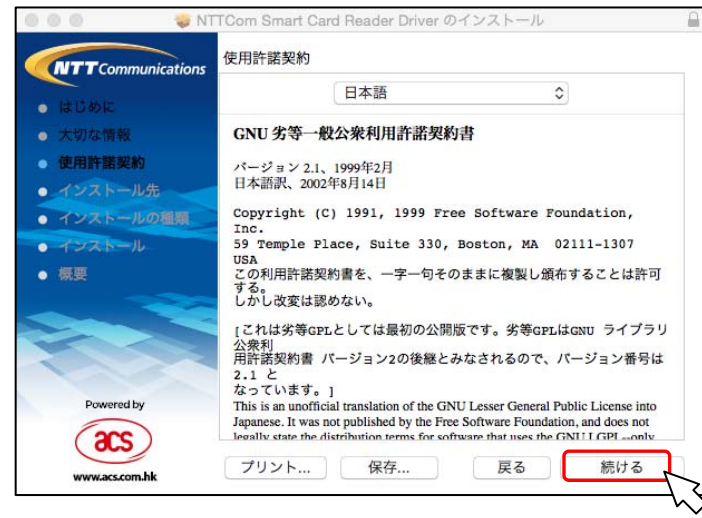 NTTCom Smart Card Reader Driver のインストール
NTT Communications
はじめに
大切な情報
使用許諾契約
インストール先
インストールの種類
インストール
概要
Powered by
acs
www.acs.com.hk
使用許諾契約
日本語
GNU 劣等一般公衆利用許諾契約書
バージョン 2.1、1999年2月
日本語訳、2002年8月14日
Copyright (C) 1991, 1999 Free Software Foundation,
Inc.
59 Temple Place, Suite 330, Boston, MA  02111-1307
USA
この利用許諾契約書を、一字一句そのままに複製し頒布することは許可
する。
しかし改変は認めない。
[これは劣等GPLとしては最初の公開版です。劣等GPLはGNU ライブラリ
公衆利
用許諾契約書 バージョン2の後継とみなされるので、バージョン番号は
2.1 と
なっています。]
This is an unofficial translation of the GNU Lesser General Public License into
Japanese. It was not published by the Free Software Foundation, and does not
legally state the distribution terms for software that uses the GNU LGPL--only
プリント...
保存...
戻る
続ける